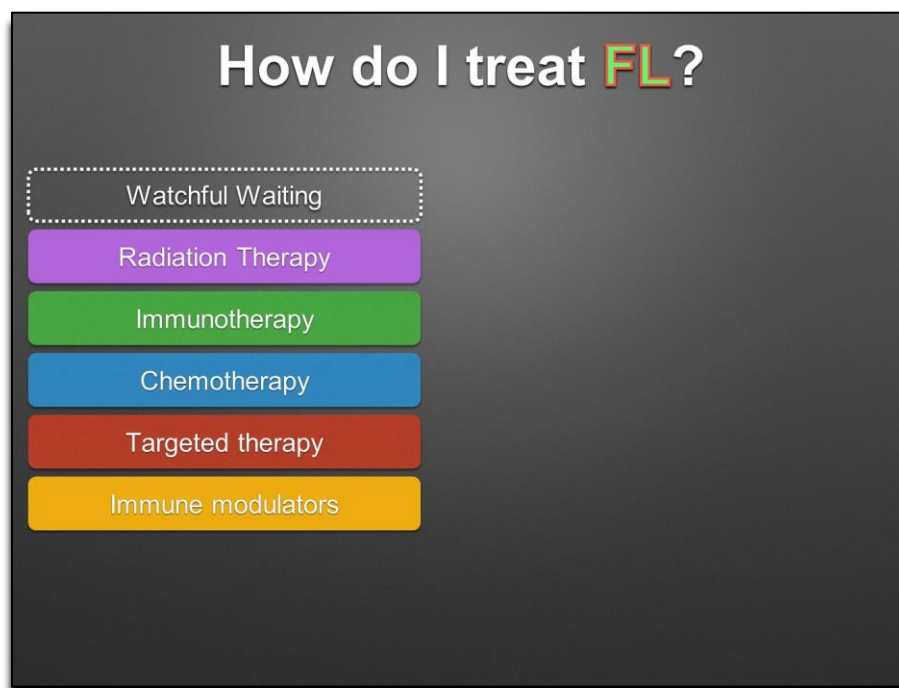 How do I treat FL?
Watchful Waiting
Radiation Therapy
Immunotherapy
Chemotherapy
Targeted therapy
Immune modulators